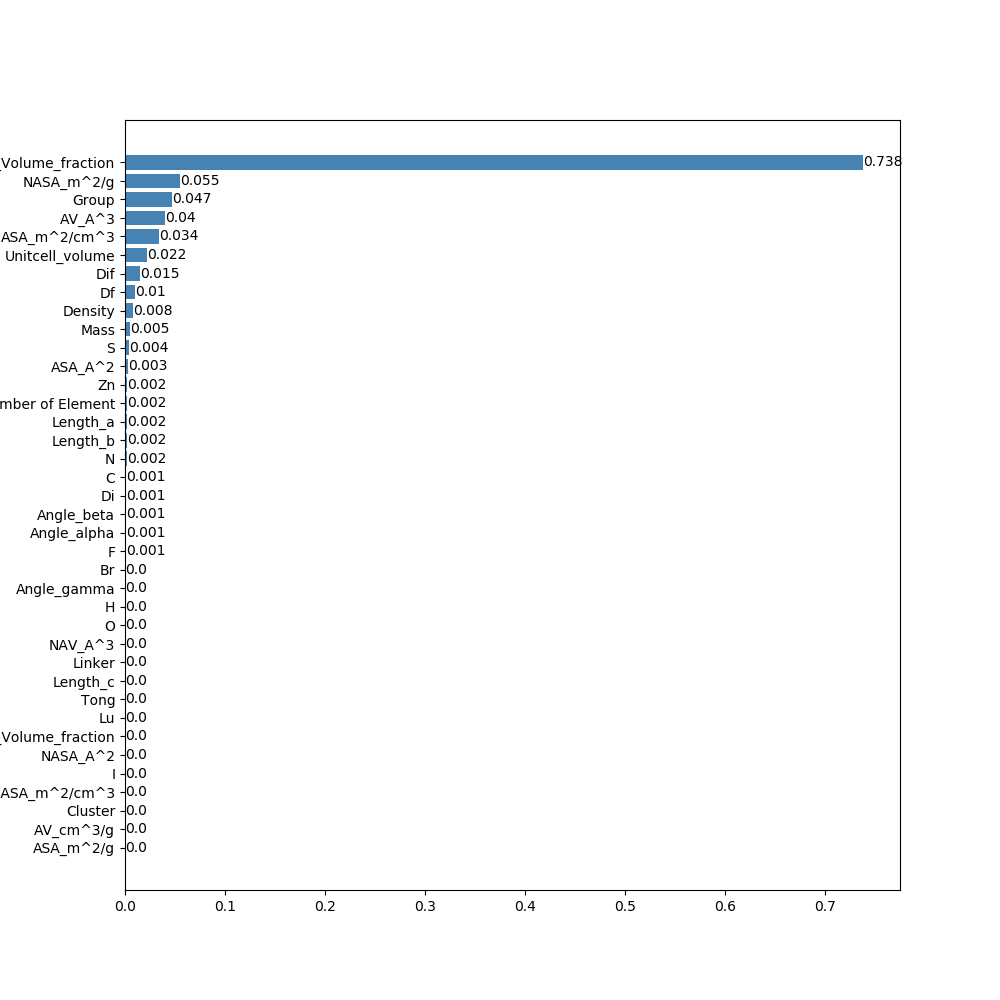 _Volume_fraction 0.738
NASA_m^2/g 0.055
Group 0.047
AV_A^3 0.04
ASA_m^2/cm^3 0.034
Unitcell_volume 0.022
Dif 0.015
Df 0.01
Density 0.008
Mass 0.005
S 0.004
ASA_A^2 0.003
Zn 0.002
mber of Element 0.002
Length_a 0.002
Length_b 0.002
N 0.002
C 0.001
Di 0.001
Angle_beta 0.001
Angle_alpha 0.001
F 0.001
Br 0.0
Angle_gamma 0.0
H 0.0
O 0.0
NAV_A^3 0.0
Linker 0.0
Length_c 0.0
Tong 0.0
Lu 0.0
_Volume_fraction 0.0
NASA_A^2 0.0
I 0.0
ASA_m^2/cm^3 0.0
Cluster 0.0
AV_cm^3/g 0.0
ASA_m^2/g 0.0
0.0 0.1 0.2 0.3 0.4 0.5 0.6 0.7